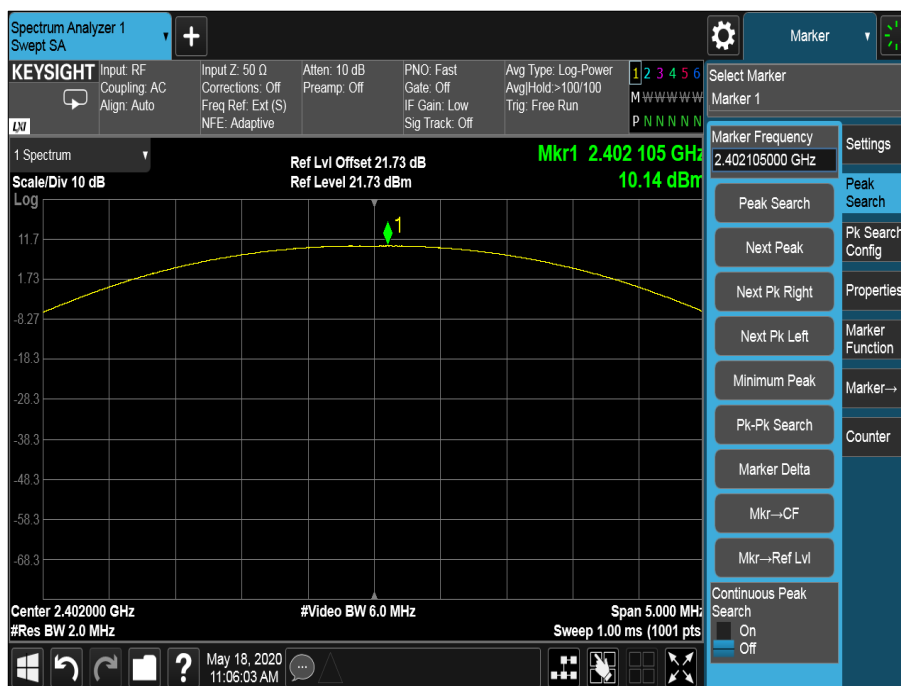 Spectrum Analyzer 1
Swept SA
+
Marker
KEYSIGHT
Input: RF
Coupling: AC
Align: Auto
Input Z: 50 Ω
Corrections: Off
Freq Ref: Ext (S)
NFE: Adaptive
Atten: 10 dB
Preamp: Off
PNO: Fast
Gate: Off
IF Gain: Low
Sig Track: Off
Avg Type: Log-Power
Avg|Hold:>100/100
Trig: Free Run
1 2 3 4 5 6
M W W W W W W
P N N N N N N
LXI
Select Marker
Marker 1
1 Spectrum
Scale/Div 10 dB
Ref Lvl Offset 21.73 dB
Ref Level 21.73 dBm
Mkr1 2.402 105 GHz
10.14 dBm
Log
11.7
1.73
-8.27
-18.3
-28.3
-38.3
-48.3
-58.3
-68.3
1
Center 2.402000 GHz
#Res BW 2.0 MHz
#Video BW 6.0 MHz
Span 5.000 MHz
Sweep 1.00 ms (1001 pts
Marker Frequency
2.402105000 GHz
Peak Search
Next Peak
Next Pk Right
Next Pk Left
Minimum Peak
Pk-Pk Search
Marker Delta
Mkr→CF
Mkr→Ref Lvl
Continuous Peak
Search
On
Off
Settings
Peak
Search
Pk Search
Config
Properties
Marker
Function
Marker→
Counter
?
May 18, 2020
11:06:03 AM